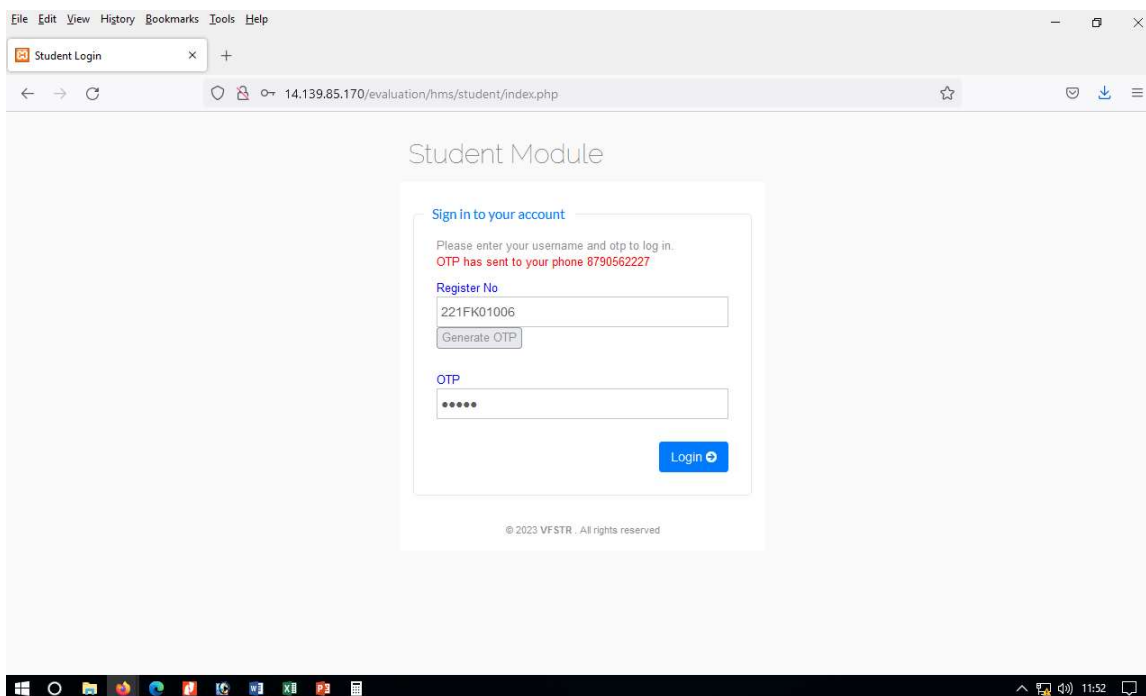 File Edit View History Bookmarks Tools Help
Student Login
14.139.85.170/evaluation/hms/student/index.php
Student Module
Sign in to your account
Please enter your username and otp to log in.
OTP has sent to your phone 8790562227
Register No
221FK01006
Generate OTP
OTP
•••••
Login
© 2023 VFSTR . All rights reserved
11:52